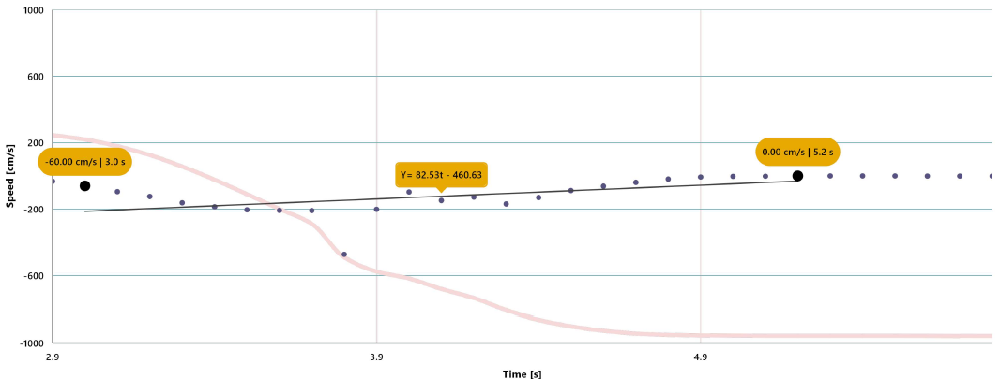 1000
600
200
-200
-600
-1000
Speed [cm/s]
-60.00 cm/s | 3.0 s
Y= 82.53t - 460.63
0.00 cm/s | 5.2 s
2.9
3.9
4.9
Time [s]